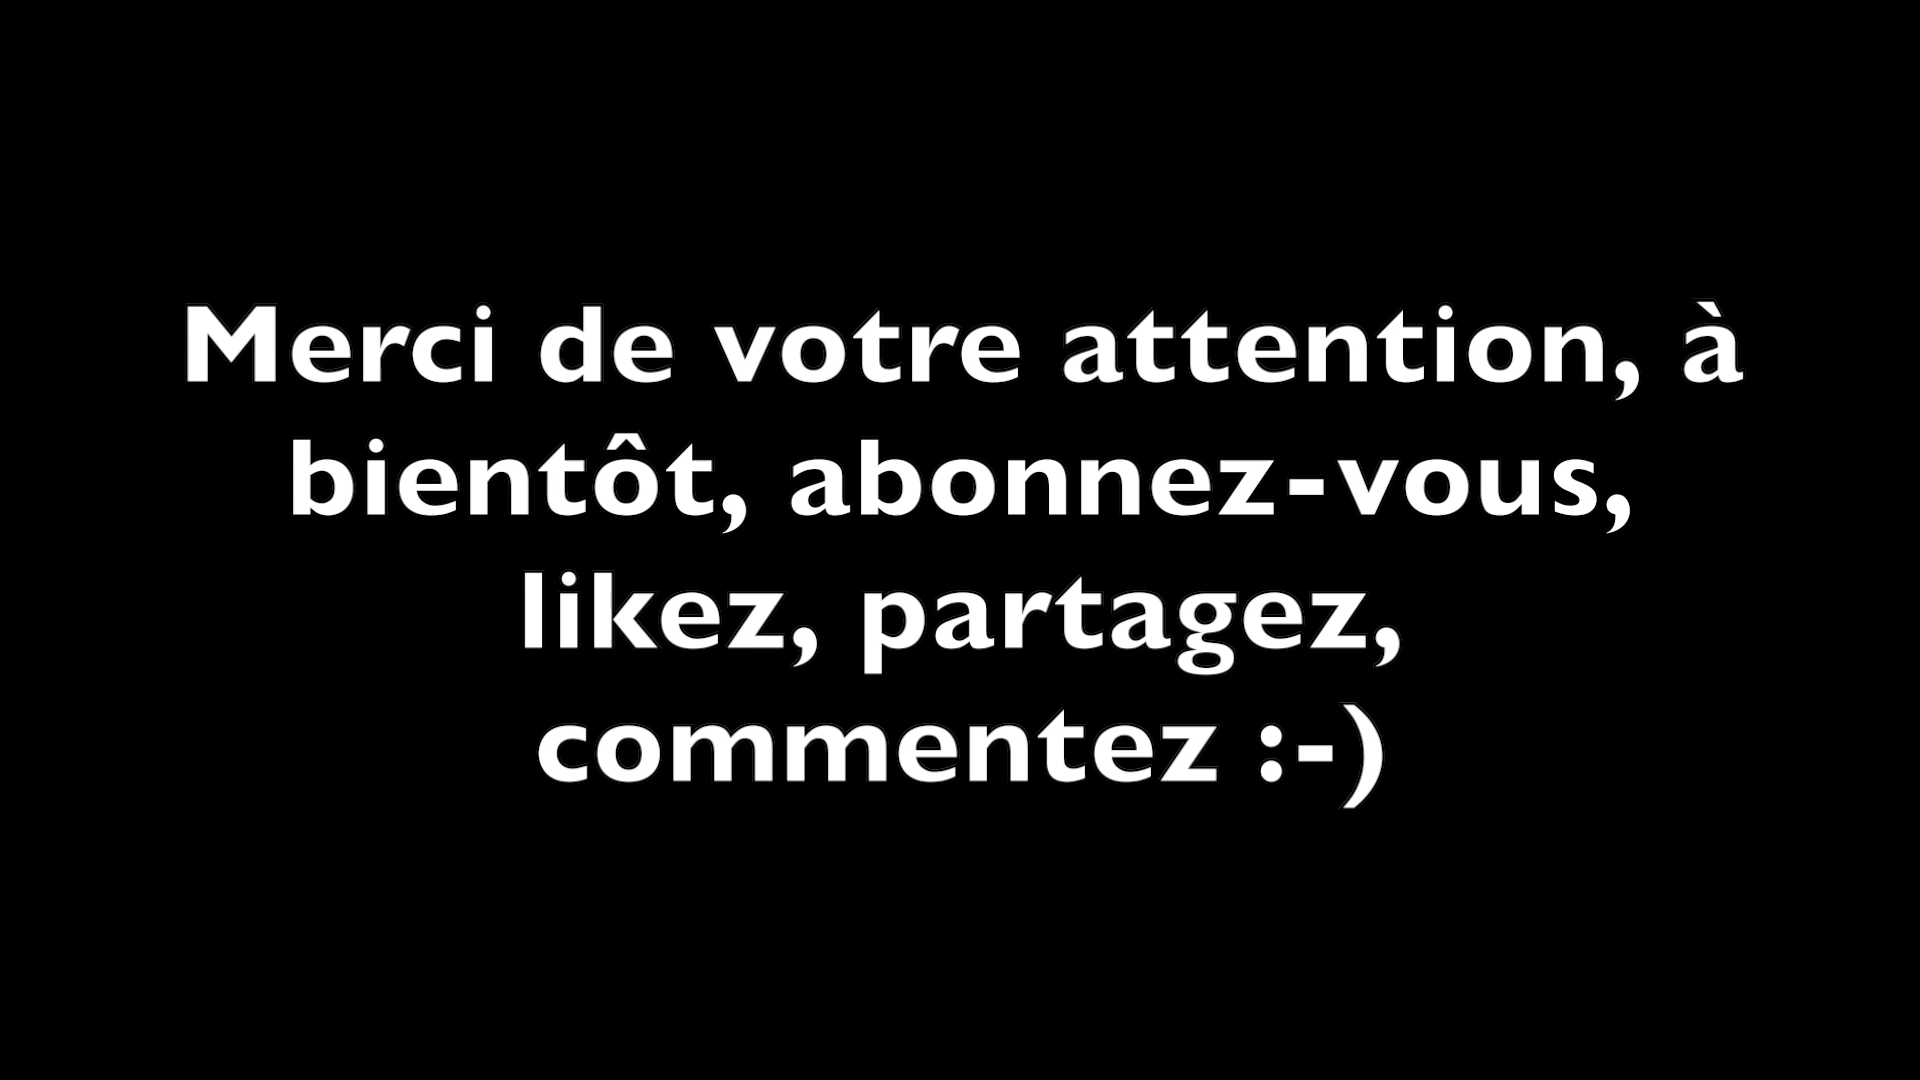 Merci de votre attention, à
bientôt, abonnez-vous,
likez, partagez,
commentez :-)